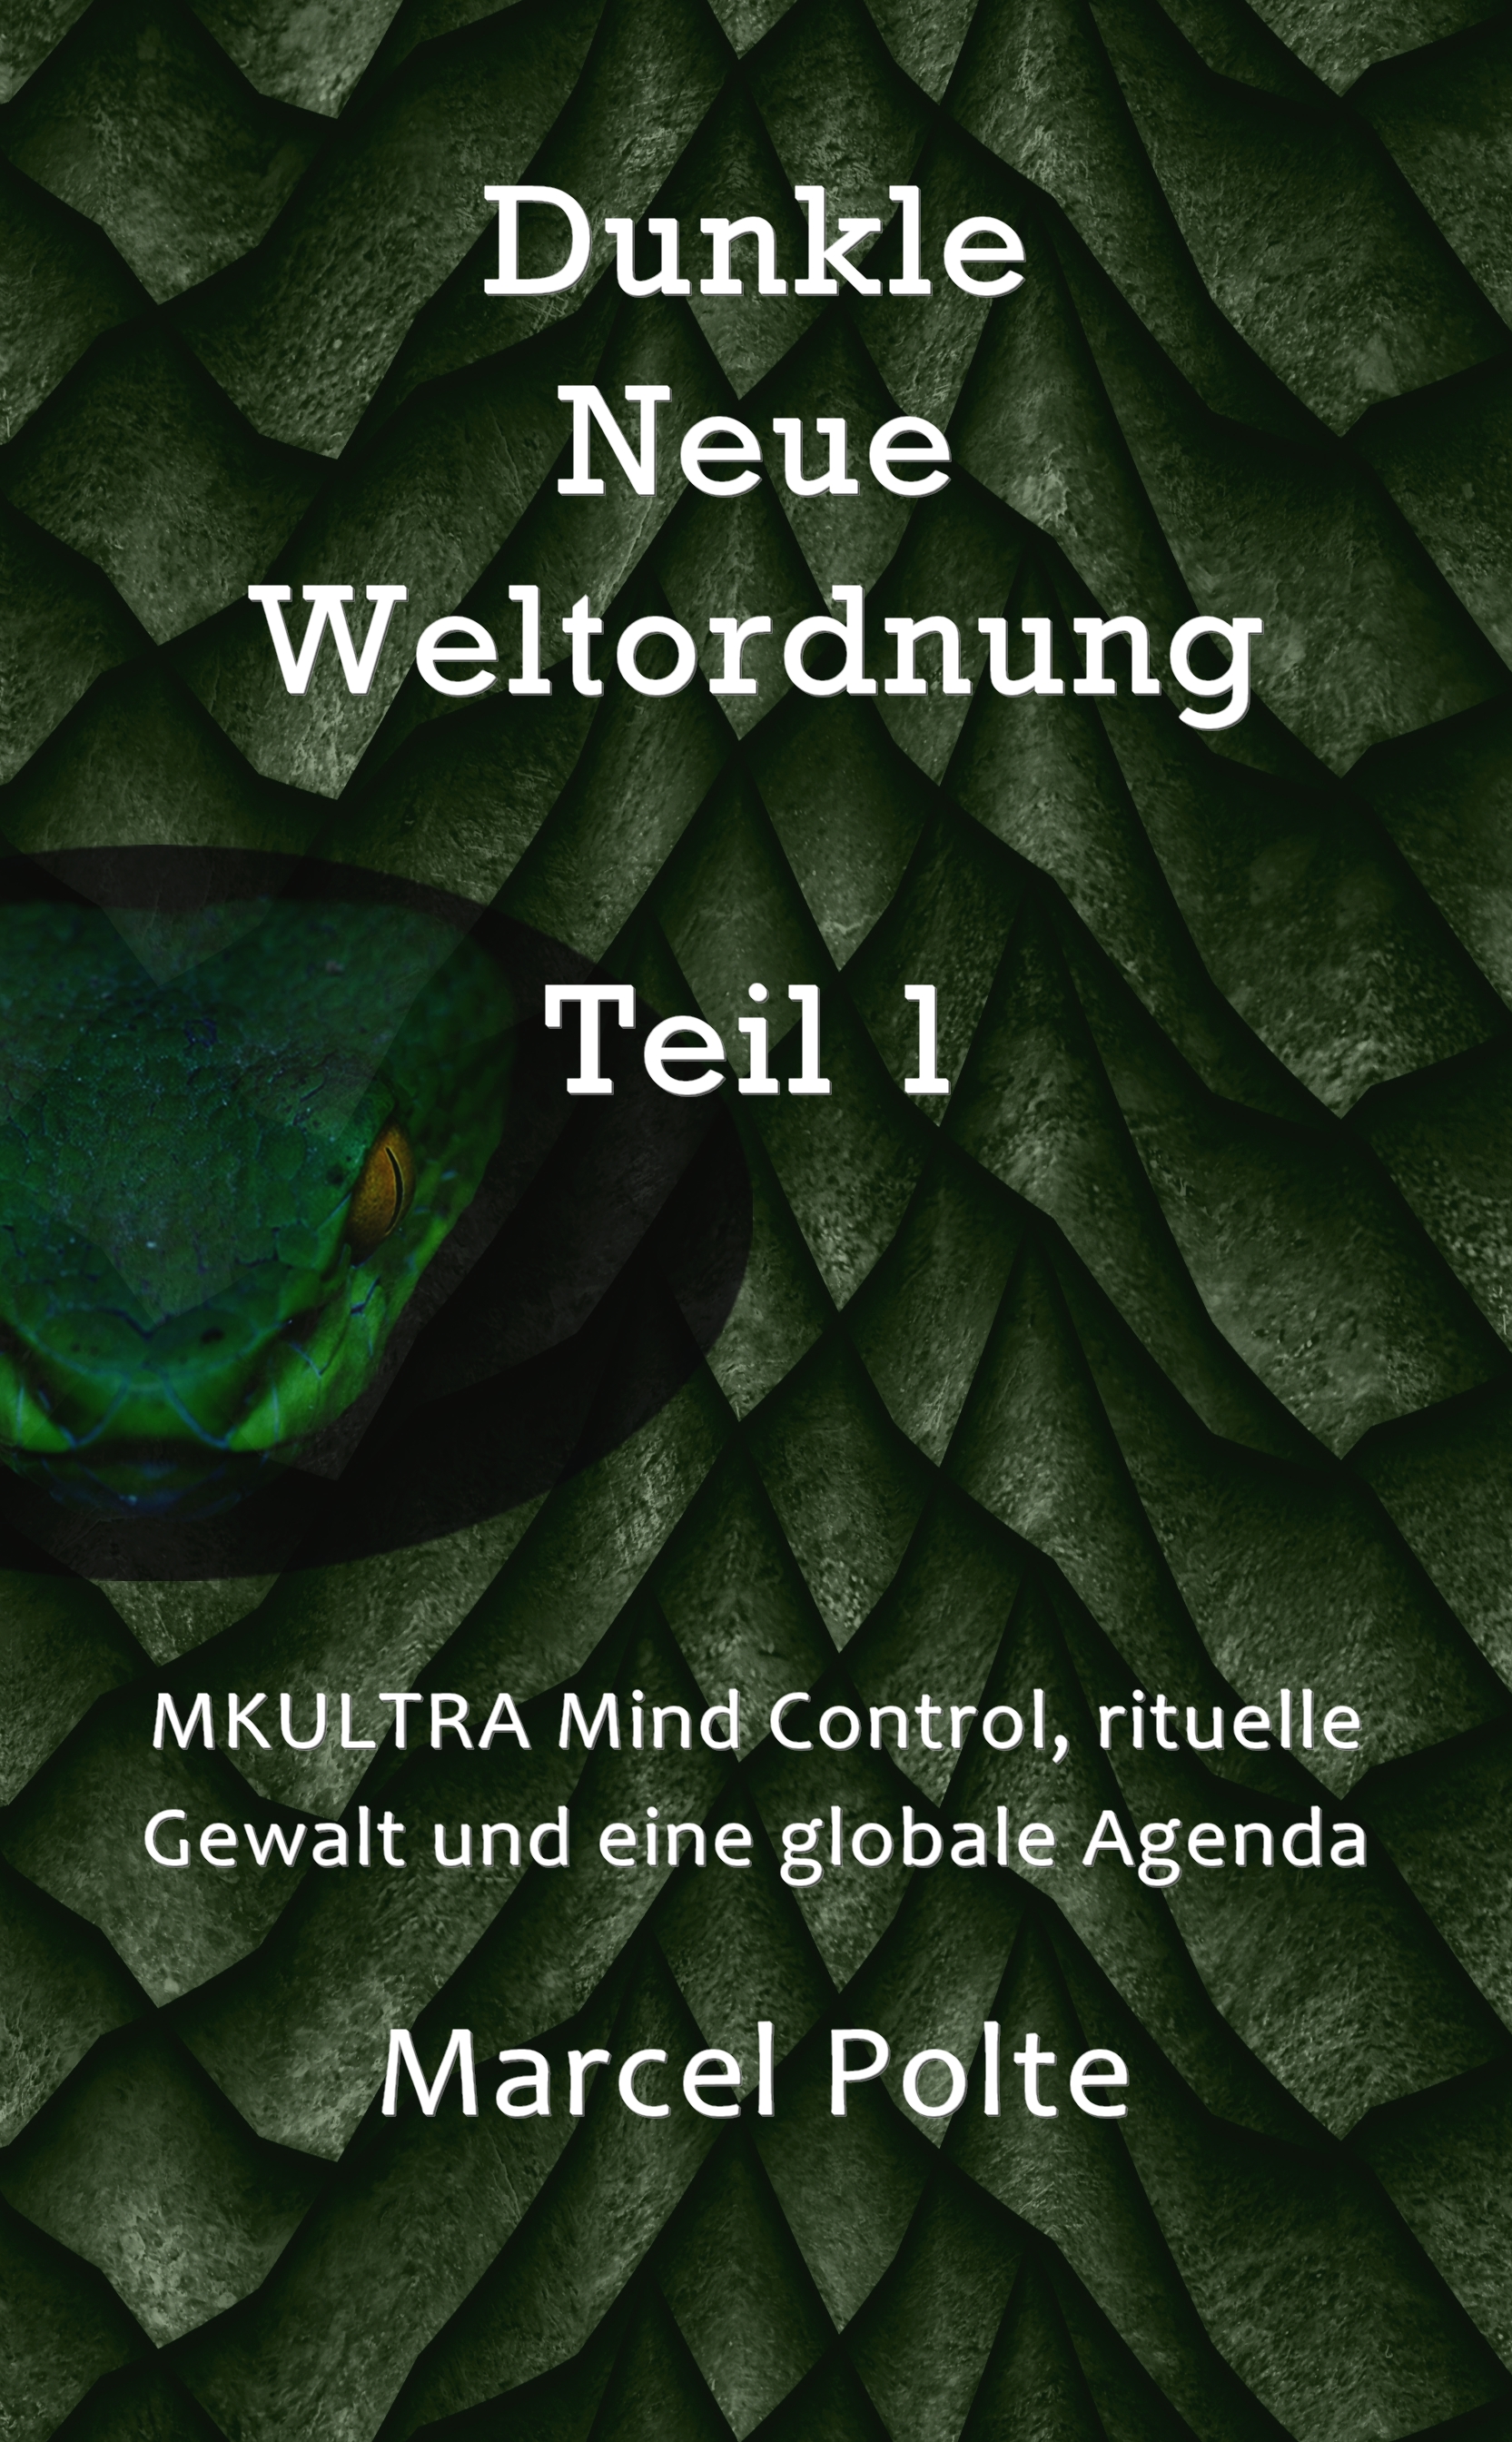 Dunkle
Neue
Weltordnung
Teil 1
MKULTRA Mind Control, rituelle
Gewalt und eine globale Agenda
Marcel Polte